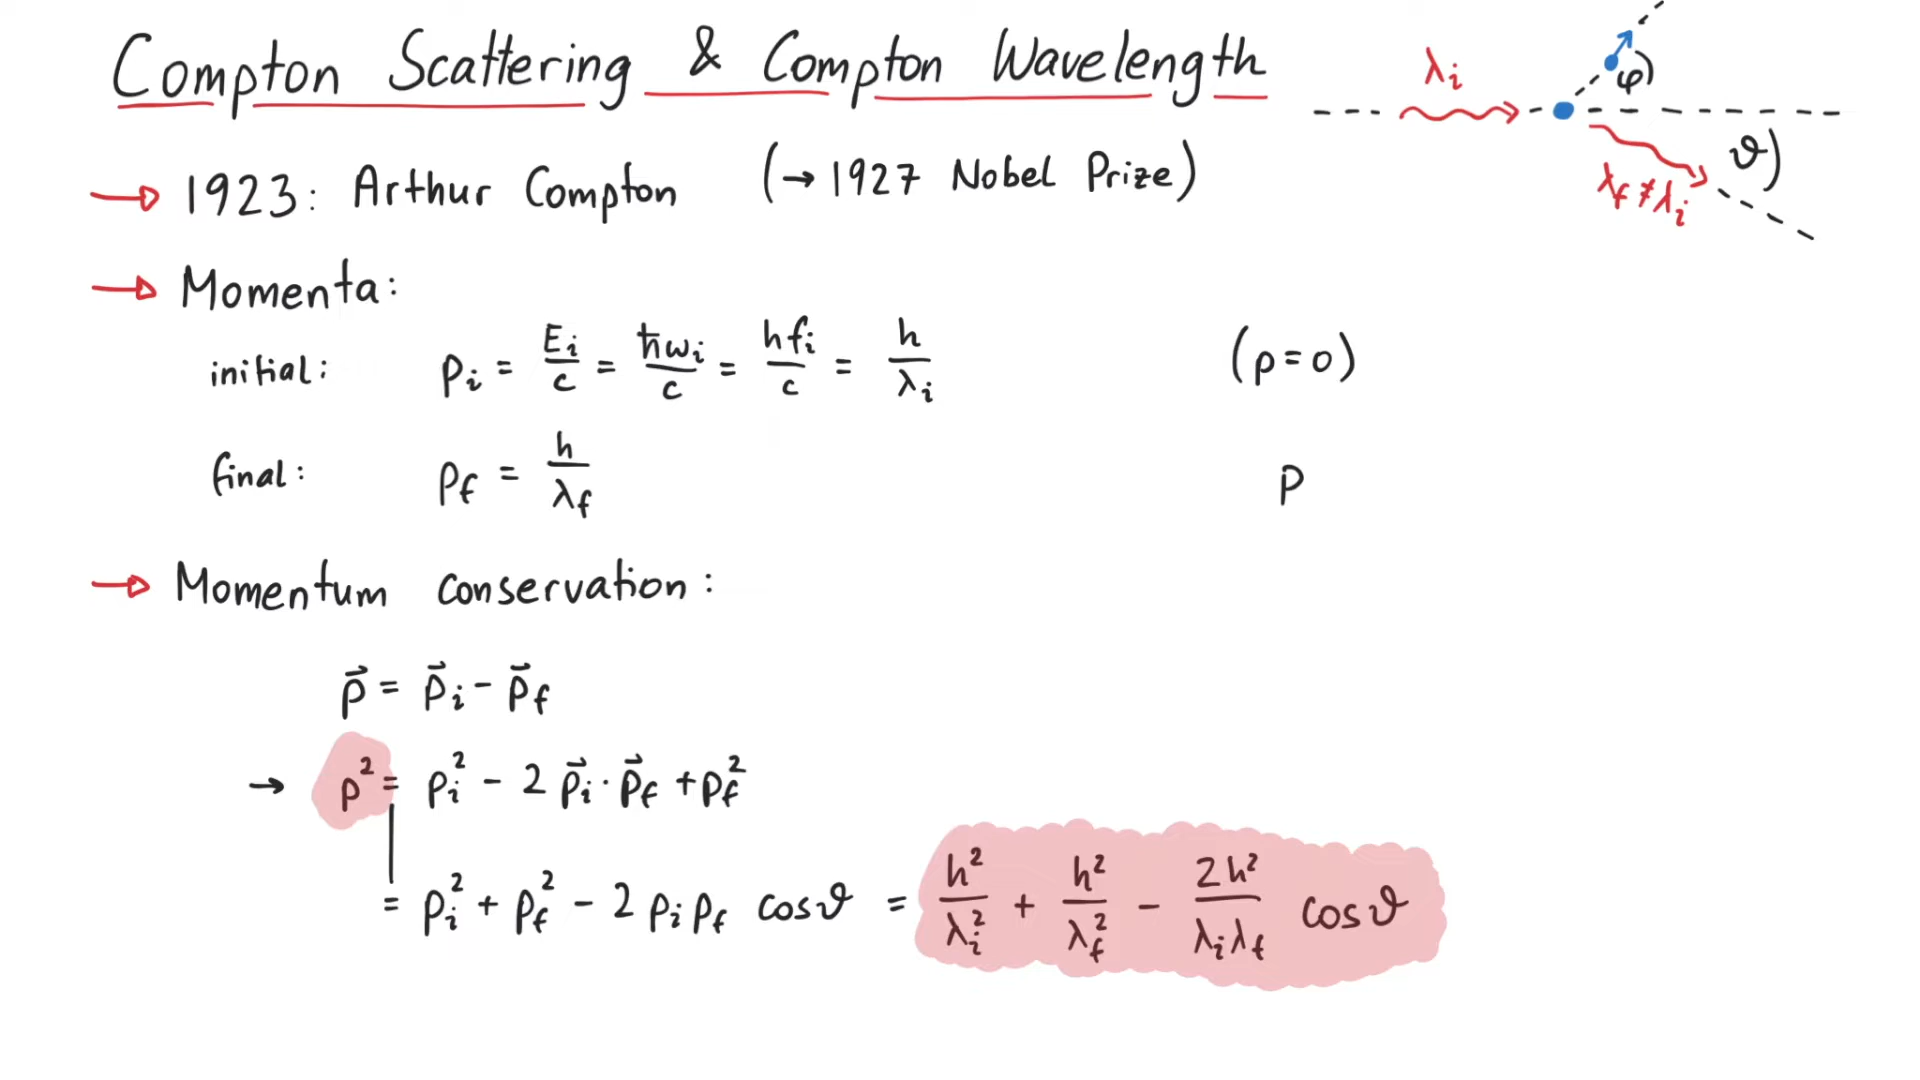 Compton Scattering & Compton Wavelength
λi
φ
ϑ
λf ≠ λi
→ 1923: Arthur Compton (→ 1927 Nobel Prize)
→ Momenta:
initial: pi = Ei/c = ħωi/c = hfi/c = h/λi (p=0)
final: pf = h/λf p
→ Momentum conservation:
p⃗ = p⃗i - p⃗f
→ p² = pi² - 2 p⃗i · p⃗f + pf²
= pi² + pf² - 2 pi pf cosϑ = h²/λi² + h²/λf² - 2h²/λiλf cosϑ